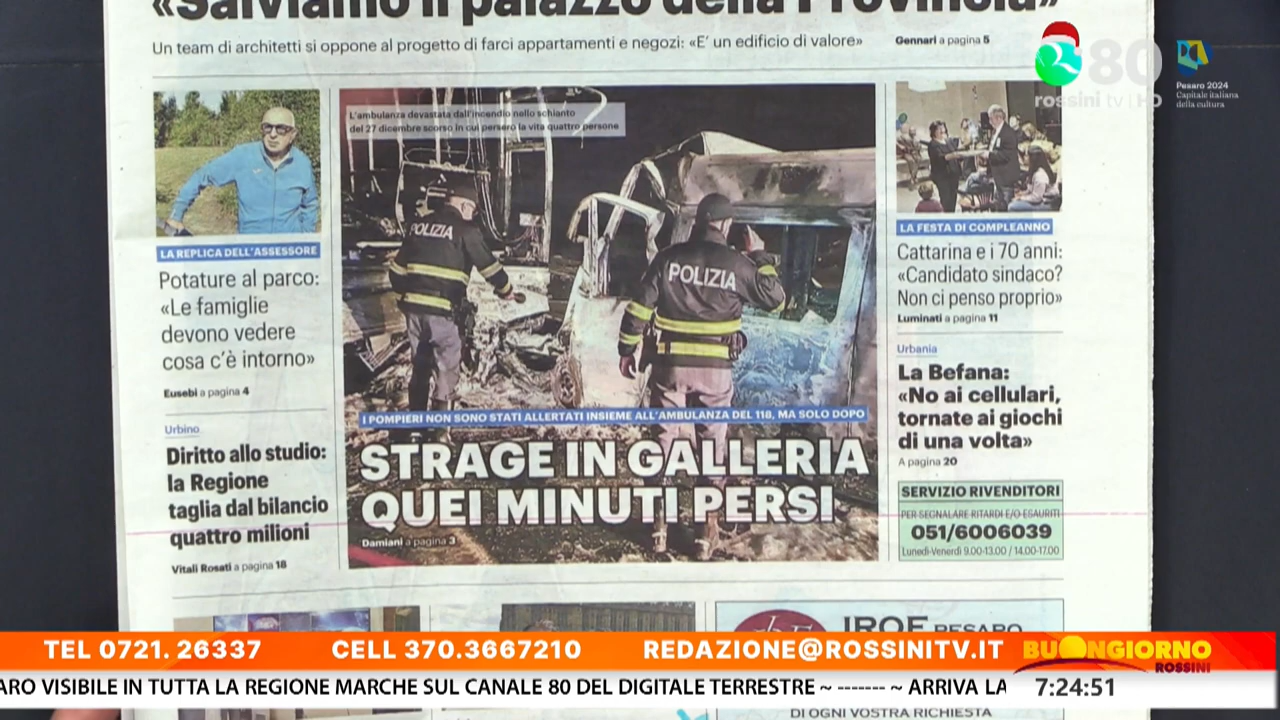 «Salviamo il palazzo della Provincia»
Un team di architetti si oppone al progetto di farci appartamenti e negozi: «E' un edificio di valore»
Gennari a pagina 5
80
rossini tv | HD
Pesaro 2024
Capitale italiana
della cultura
L'ambulanza devastata dall'incendio nello schianto
del 27 dicembre scorso in cui persero la vita quattro persone
POLIZIA
POLIZIA
LA REPLICA DELL'ASSESSORE
Potature al parco:
«Le famiglie
devono vedere
cosa c'è intorno»
Eusebi a pagina 4
Urbino
Diritto allo studio:
la Regione
taglia dal bilancio
quattro milioni
Vitali Rosati a pagina 18
I POMPIERI NON SONO STATI ALLERTATI INSIEME ALL'AMBULANZA DEL 118, MA SOLO DOPO
STRAGE IN GALLERIA
QUEI MINUTI PERSI
Damiani a pagina 3
LA FESTA DI COMPLEANNO
Cattarina e i 70 anni:
«Candidato sindaco?
Non ci penso proprio»
Luminati a pagina 11
Urbania
La Befana:
«No ai cellulari,
tornate ai giochi
di una volta»
A pagina 20
SERVIZIO RIVENDITORI
PER SEGNALARE RITARDI E/O ESAURITI
051/6006039
Lunedì-Venerdì 9.00-13.00 / 14.00-17.00
IROF PESARO
TEL 0721. 26337 CELL 370.3667210 REDAZIONE@ROSSINITV.IT
BUONGIORNO
ROSSINI
ARO VISIBILE IN TUTTA LA REGIONE MARCHE SUL CANALE 80 DEL DIGITALE TERRESTRE ~ ------- ~ ARRIVA LA
7:24:51
DI OGNI VOSTRA RICHIESTA